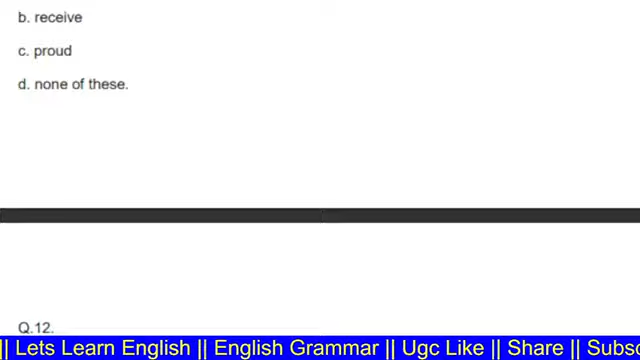 b. receive
c. proud
d. none of these.
Q.12.
|| Lets Learn English || English Grammar || Ugc Like || Share || Subsc